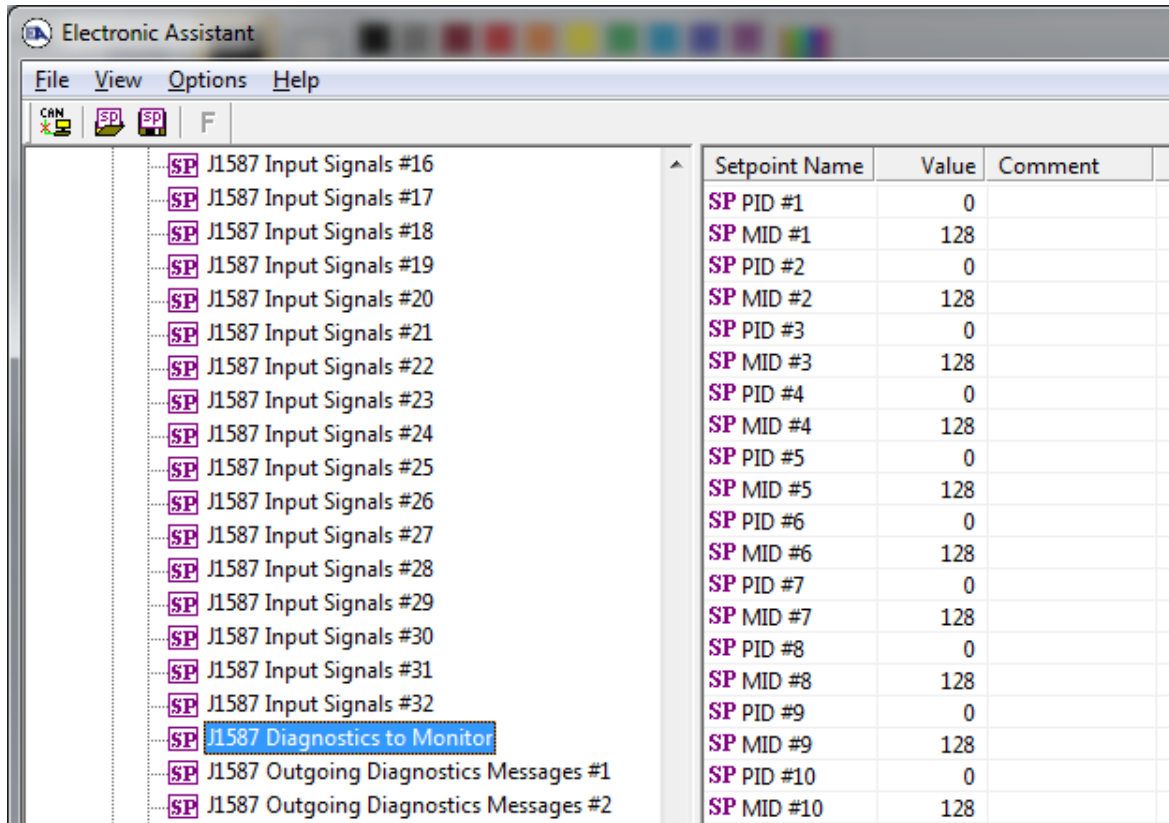 Electronic Assistant
File View Options Help
CAN SP SP F
SP J1587 Input Signals #16
SP J1587 Input Signals #17
SP J1587 Input Signals #18
SP J1587 Input Signals #19
SP J1587 Input Signals #20
SP J1587 Input Signals #21
SP J1587 Input Signals #22
SP J1587 Input Signals #23
SP J1587 Input Signals #24
SP J1587 Input Signals #25
SP J1587 Input Signals #26
SP J1587 Input Signals #27
SP J1587 Input Signals #28
SP J1587 Input Signals #29
SP J1587 Input Signals #30
SP J1587 Input Signals #31
SP J1587 Input Signals #32
SP J1587 Diagnostics to Monitor
SP J1587 Outgoing Diagnostics Messages #1
SP J1587 Outgoing Diagnostics Messages #2
Setpoint Name Value Comment
SP PID #1 0
SP MID #1 128
SP PID #2 0
SP MID #2 128
SP PID #3 0
SP MID #3 128
SP PID #4 0
SP MID #4 128
SP PID #5 0
SP MID #5 128
SP PID #6 0
SP MID #6 128
SP PID #7 0
SP MID #7 128
SP PID #8 0
SP MID #8 128
SP PID #9 0
SP MID #9 128
SP PID #10 0
SP MID #10 128